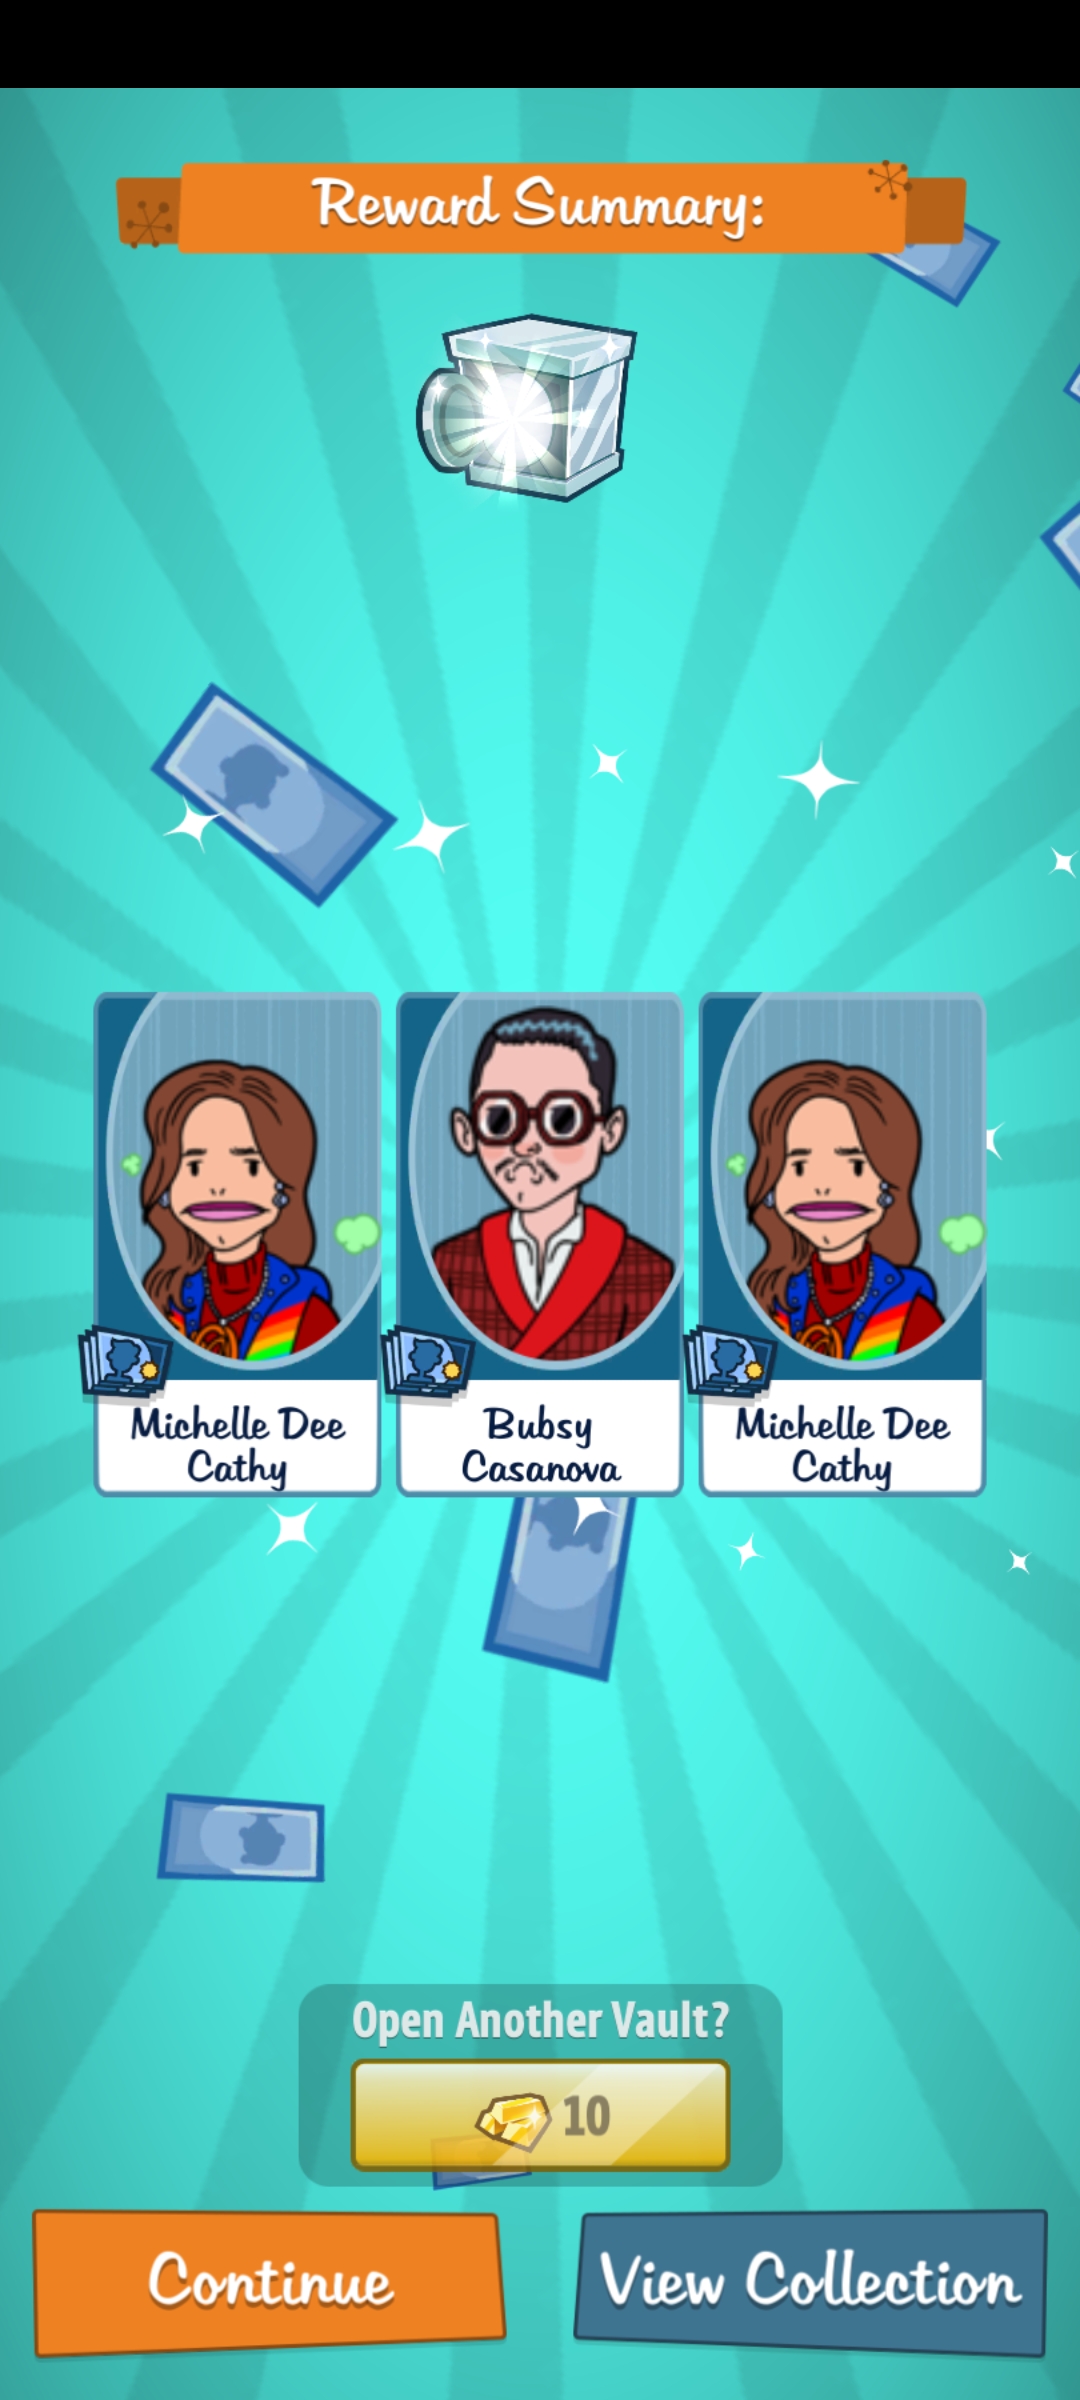 Reward Summary:
Michelle Dee
Cathy
Bubsy
Casanova
Michelle Dee
Cathy
Open Another Vault?
10
Continue
View Collection